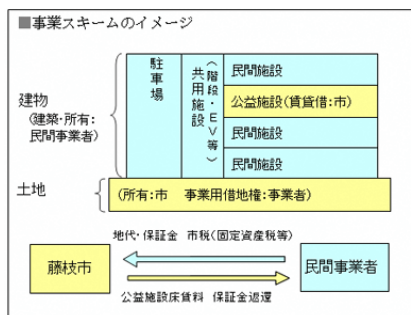 ■事業スキームのイメージ
駐車場
共用施設
(階段・EV等)
民間施設
公益施設(賃貸借:市)
民間施設
民間施設
建物
(建築・所有:
民間事業者)
土地
(所有:市 事業用借地権:事業者)
地代・保証金 市税(固定資産税等)
藤枝市
民間事業者
公益施設床賃料 保証金返還